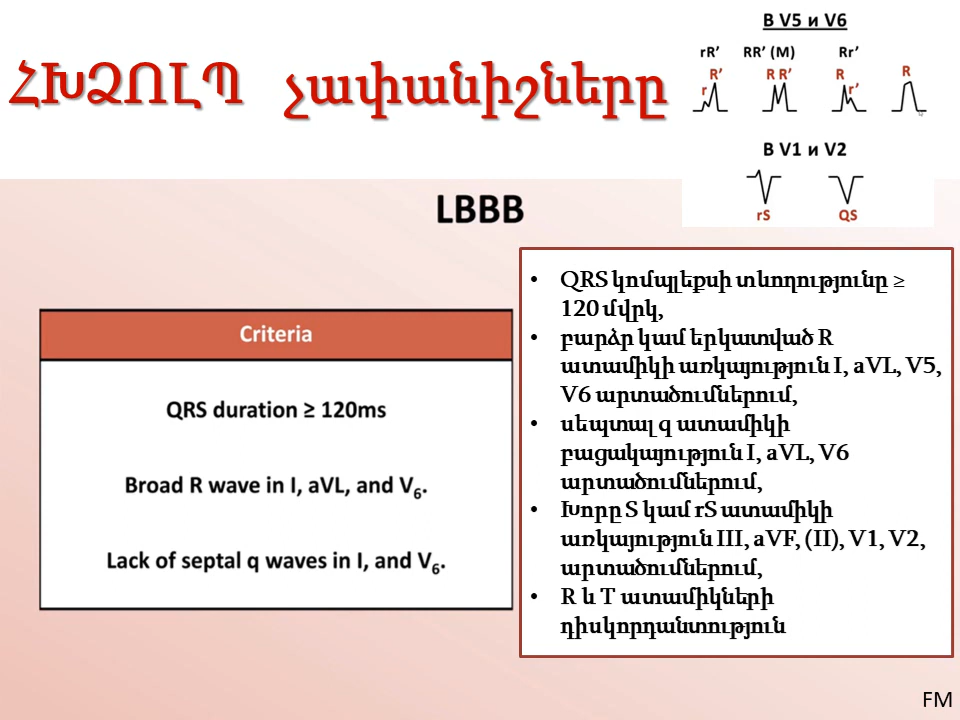 ՀԽՁՈԼՊ չափանիշները
В V5 и V6
rR’ RR’ (M) Rr’
R’ R R’ R R
r r’
В V1 и V2
rS QS
LBBB
Criteria
QRS duration ≥ 120ms
Broad R wave in I, aVL, and V6.
Lack of septal q waves in I, and V6.
• QRS կոմպլեքսի տևողությունը ≥
120 մվրկ,
• բարձր կամ երկատված R
ատամիկի առկայություն I, aVL, V5,
V6 արտածումներում,
• սեպտալ զ ատամիկի
բացակայություն I, aVL, V6
արտածումներում,
• Խորը S կամ rS ատամիկի
առկայություն III, aVF, (II), V1, V2,
արտածումներում,
• R և T ատամիկների
դիսկորդանտություն
FM